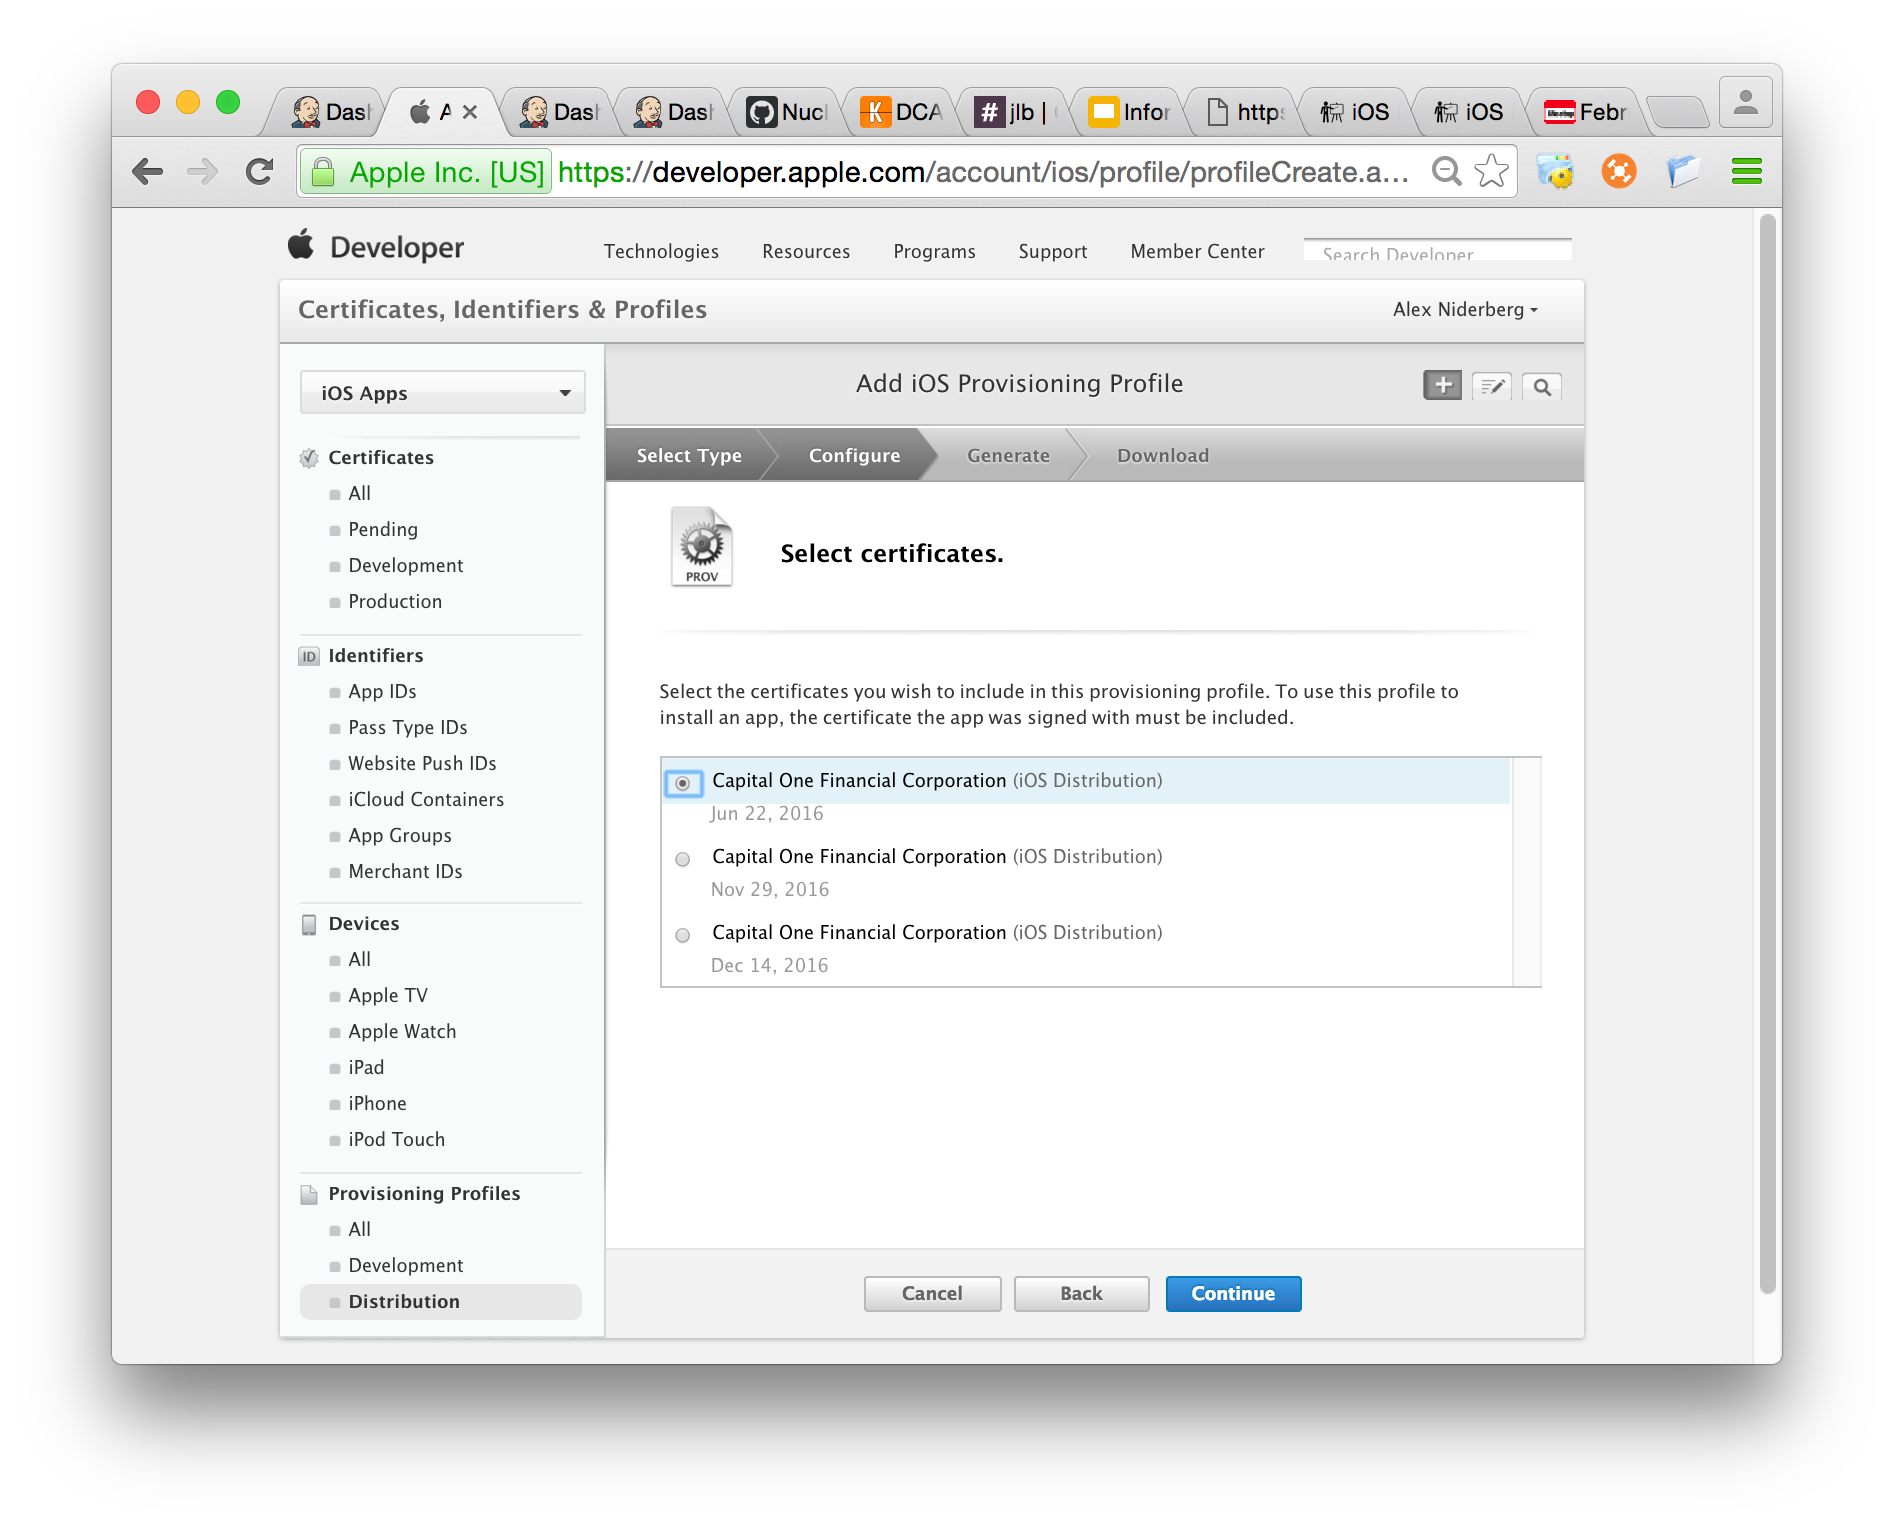 Dash
A
Dash
Dash
Nucl
DCA
# jlb |
Infor
https
iOS
iOS
Febr
Apple Inc. [US] https://developer.apple.com/account/ios/profile/profileCreate.a...
Developer
Technologies
Resources
Programs
Support
Member Center
Search Developer
Certificates, Identifiers & Profiles
Alex Niderberg
iOS Apps
Add iOS Provisioning Profile
Select Type
Configure
Generate
Download
Certificates
All
Pending
Development
Production
ID Identifiers
App IDs
Pass Type IDs
Website Push IDs
iCloud Containers
App Groups
Merchant IDs
Devices
All
Apple TV
Apple Watch
iPad
iPhone
iPod Touch
Provisioning Profiles
All
Development
Distribution
PROV
Select certificates.
Select the certificates you wish to include in this provisioning profile. To use this profile to
install an app, the certificate the app was signed with must be included.
Capital One Financial Corporation (iOS Distribution)
Jun 22, 2016
Capital One Financial Corporation (iOS Distribution)
Nov 29, 2016
Capital One Financial Corporation (iOS Distribution)
Dec 14, 2016
Cancel
Back
Continue